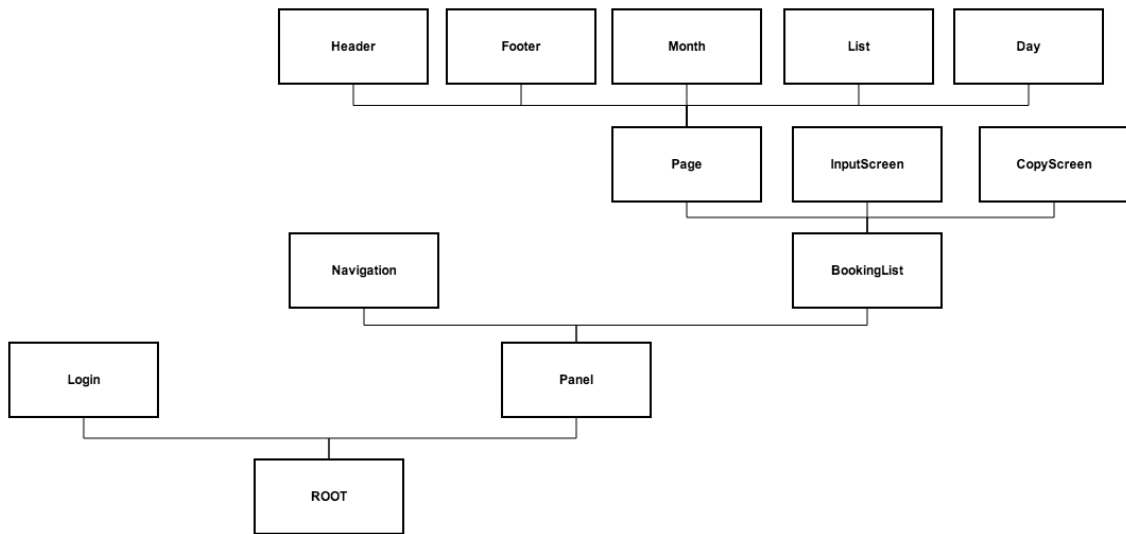 Header
Footer
Month
List
Day
Page
InputScreen
CopyScreen
Navigation
BookingList
Login
Panel
ROOT